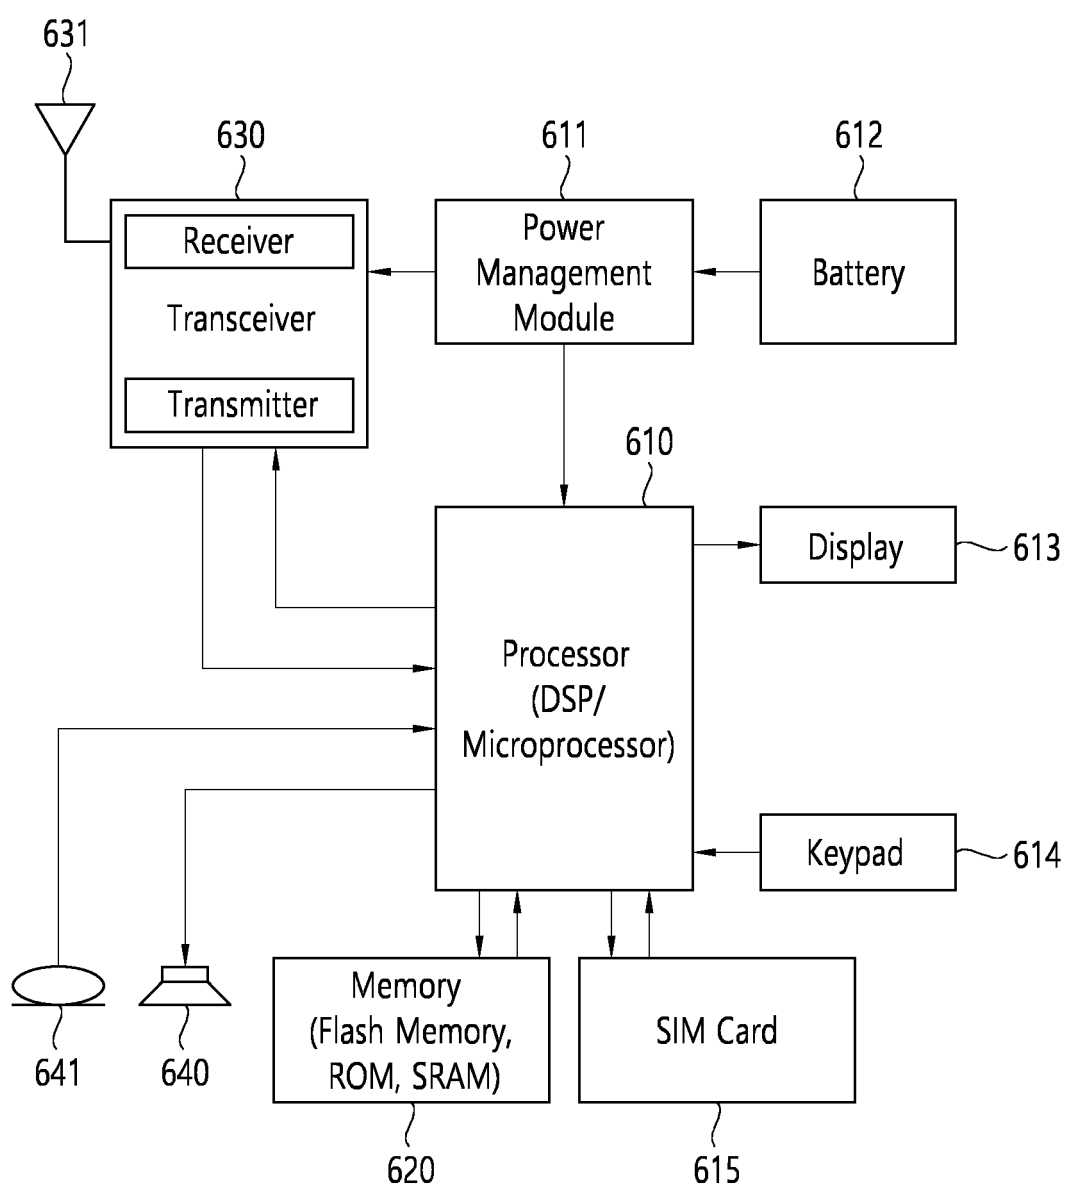 631
630
611
612
Receiver
Transceiver
Transmitter
Power
Management
Module
Battery
610
Display
613
Processor
(DSP/
Microprocessor)
Keypad
614
641
640
Memory
(Flash Memory,
ROM, SRAM)
SIM Card
620
615